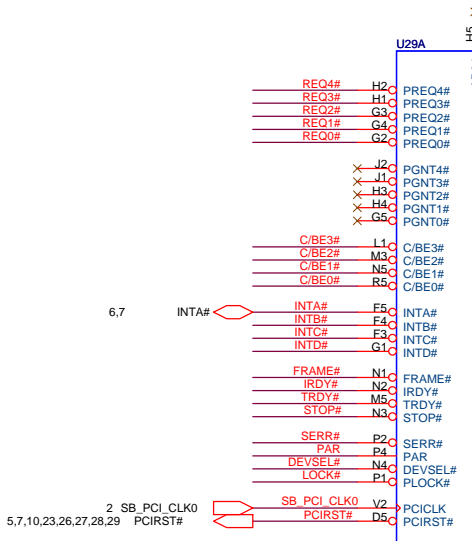 H5
U29A
REQ4# H2 PREQ4#
REQ3# H1 PREQ3#
REQ2# G3 PREQ2#
REQ1# G4 PREQ1#
REQ0# G2 PREQ0#
J2 PGNT4#
J1 PGNT3#
H3 PGNT2#
H4 PGNT1#
G5 PGNT0#
C/BE3# L1 C/BE3#
C/BE2# M3 C/BE2#
C/BE1# N5 C/BE1#
C/BE0# R5 C/BE0#
6,7 INTA# INTA# F5 INTA#
INTB# F4 INTB#
INTC# F3 INTC#
INTD# G1 INTD#
FRAME# N1 FRAME#
IRDY# N2 IRDY#
TRDY# M5 TRDY#
STOP# N3 STOP#
SERR# P2 SERR#
PAR P4 PAR
DEVSEL# N4 DEVSEL#
LOCK# P1 PLOCK#
2 SB_PCI_CLK0 SB_PCI_CLK0 V2 PCICLK
5,7,10,23,26,27,28,29 PCIRST# PCIRST# D5 PCIRST#